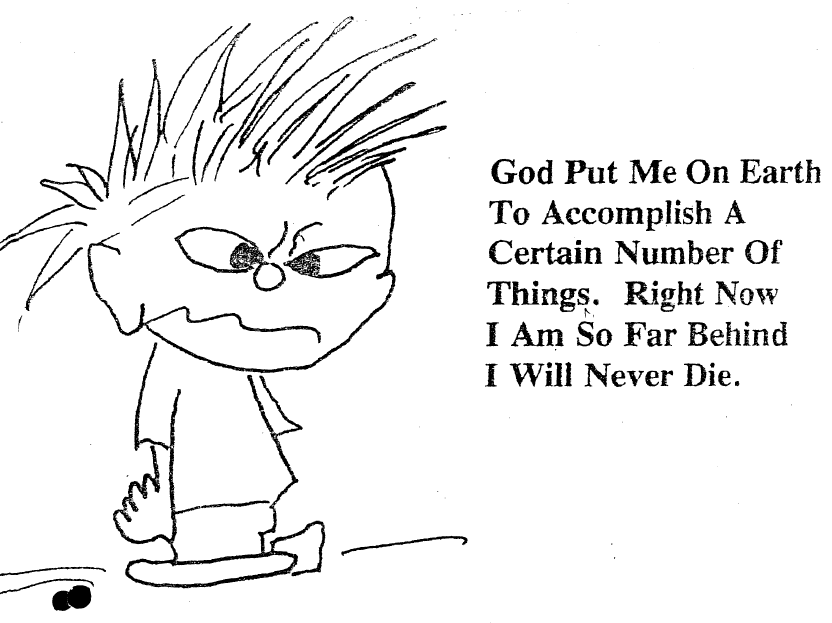 God Put Me On Earth
To Accomplish A
Certain Number Of
Things. Right Now
I Am So Far Behind
I Will Never Die.